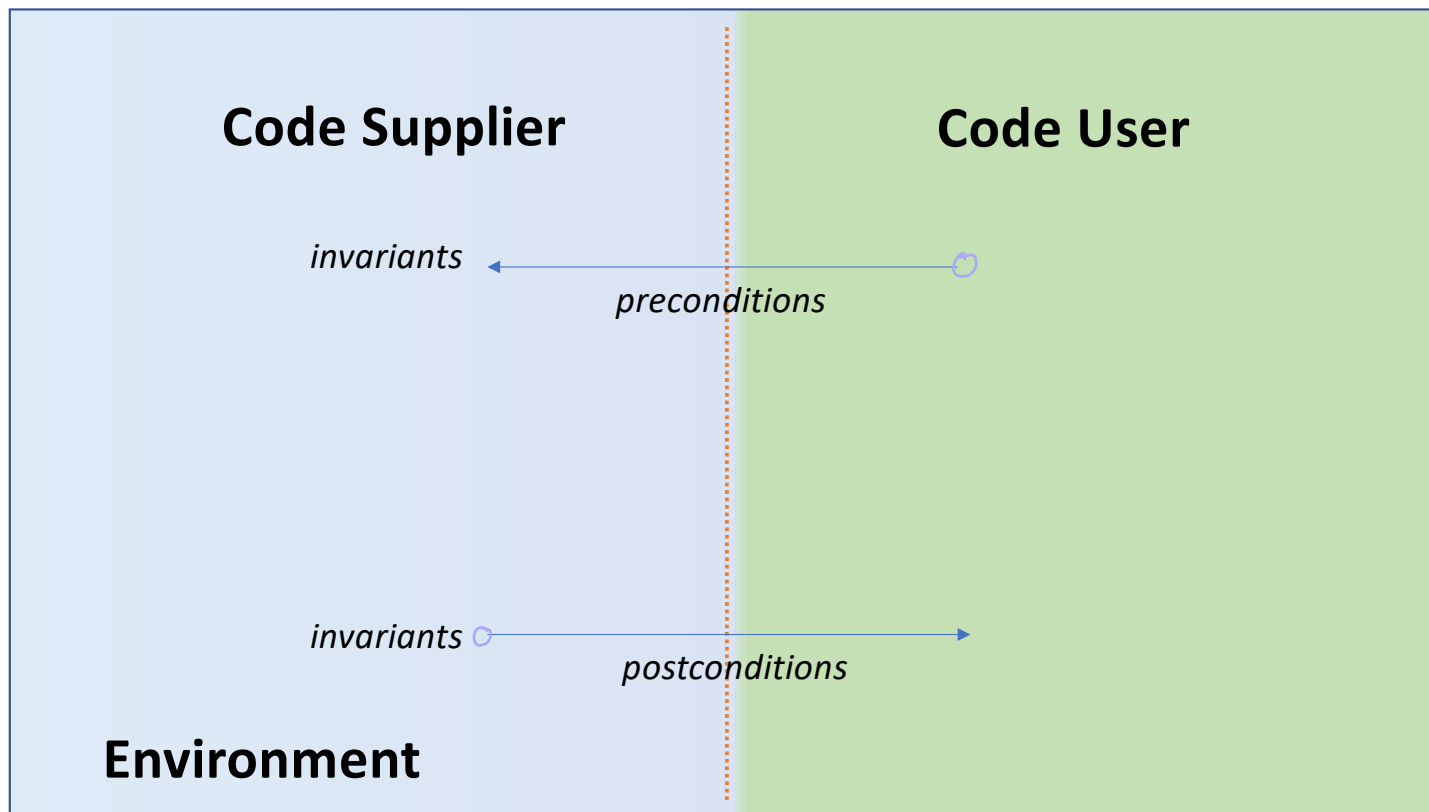 Code Supplier
Code User
invariants
preconditions
invariants
postconditions
Environment